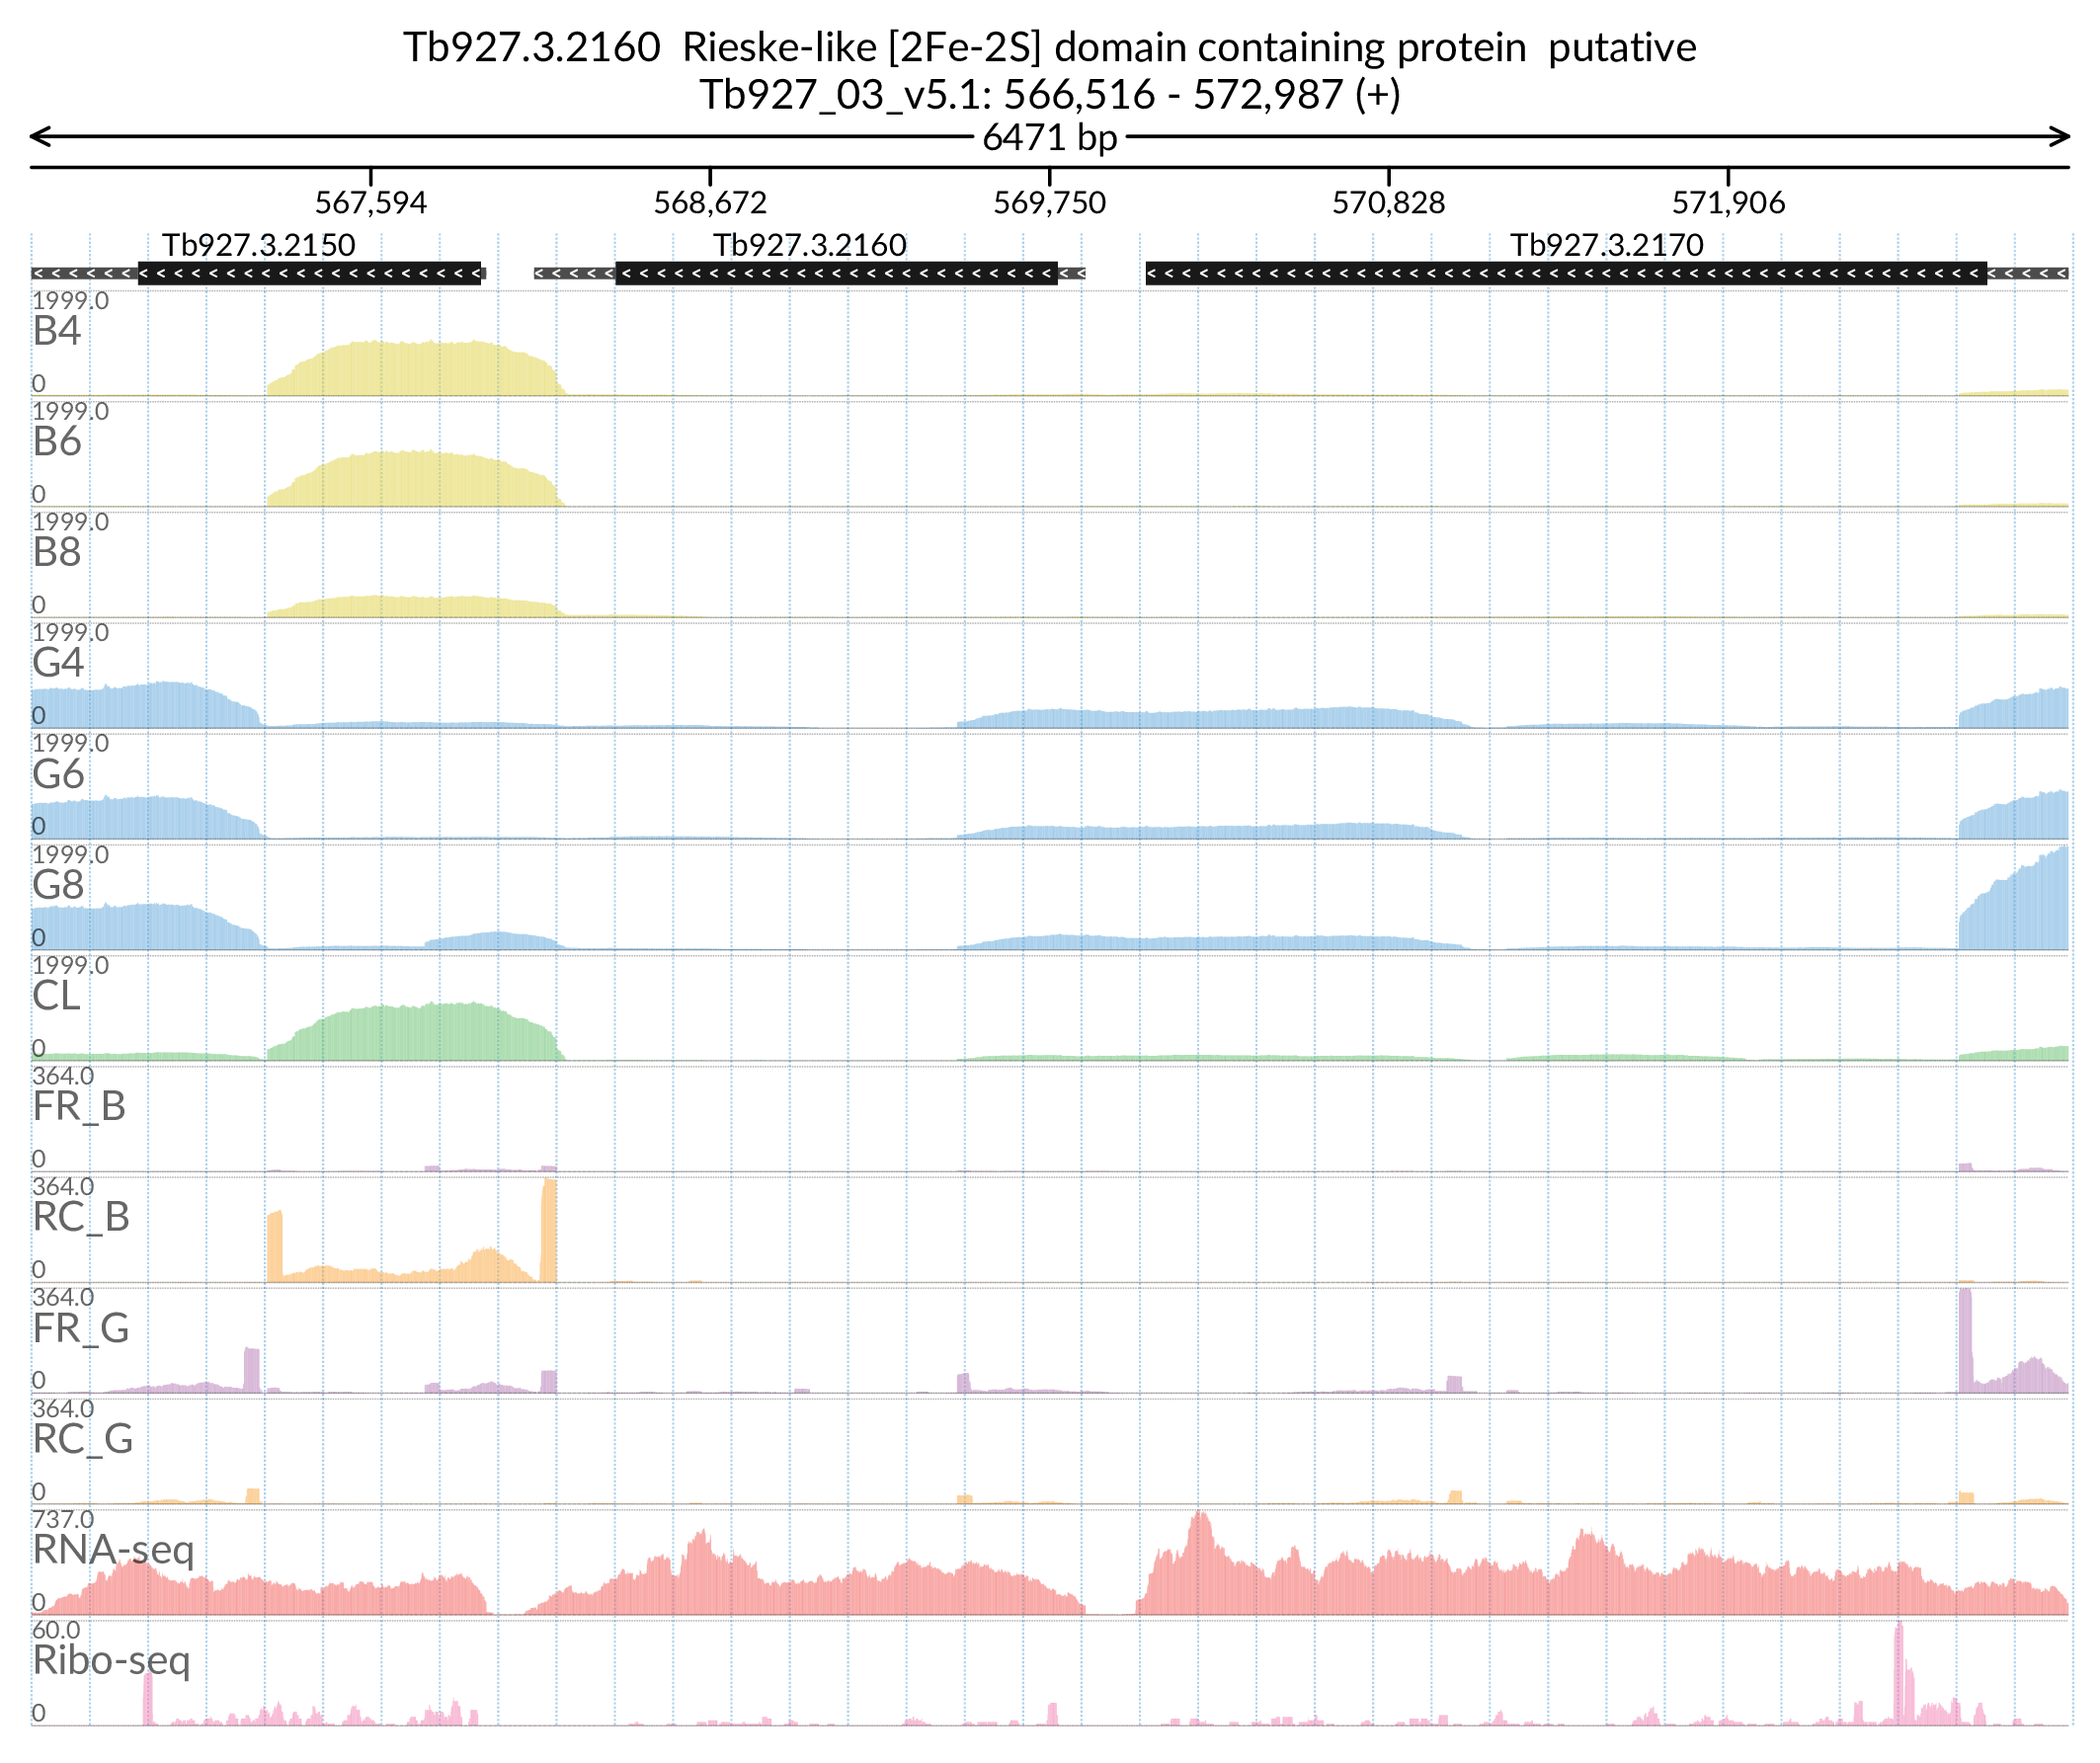 Tb927.3.2160  Rieske-like [2Fe-2S] domain containing protein  putative
Tb927_03_v5.1: 566,516 - 572,987 (+)
6471 bp
567,594 568,672 569,750 570,828 571,906
Tb927.3.2150 Tb927.3.2160 Tb927.3.2170
1999.0
B4
0
1999.0
B6
0
1999.0
B8
0
1999.0
G4
0
1999.0
G6
0
1999.0
G8
0
1999.0
CL
0
364.0
FR_B
0
364.0
RC_B
0
364.0
FR_G
0
364.0
RC_G
0
737.0
RNA-seq
0
60.0
Ribo-seq
0